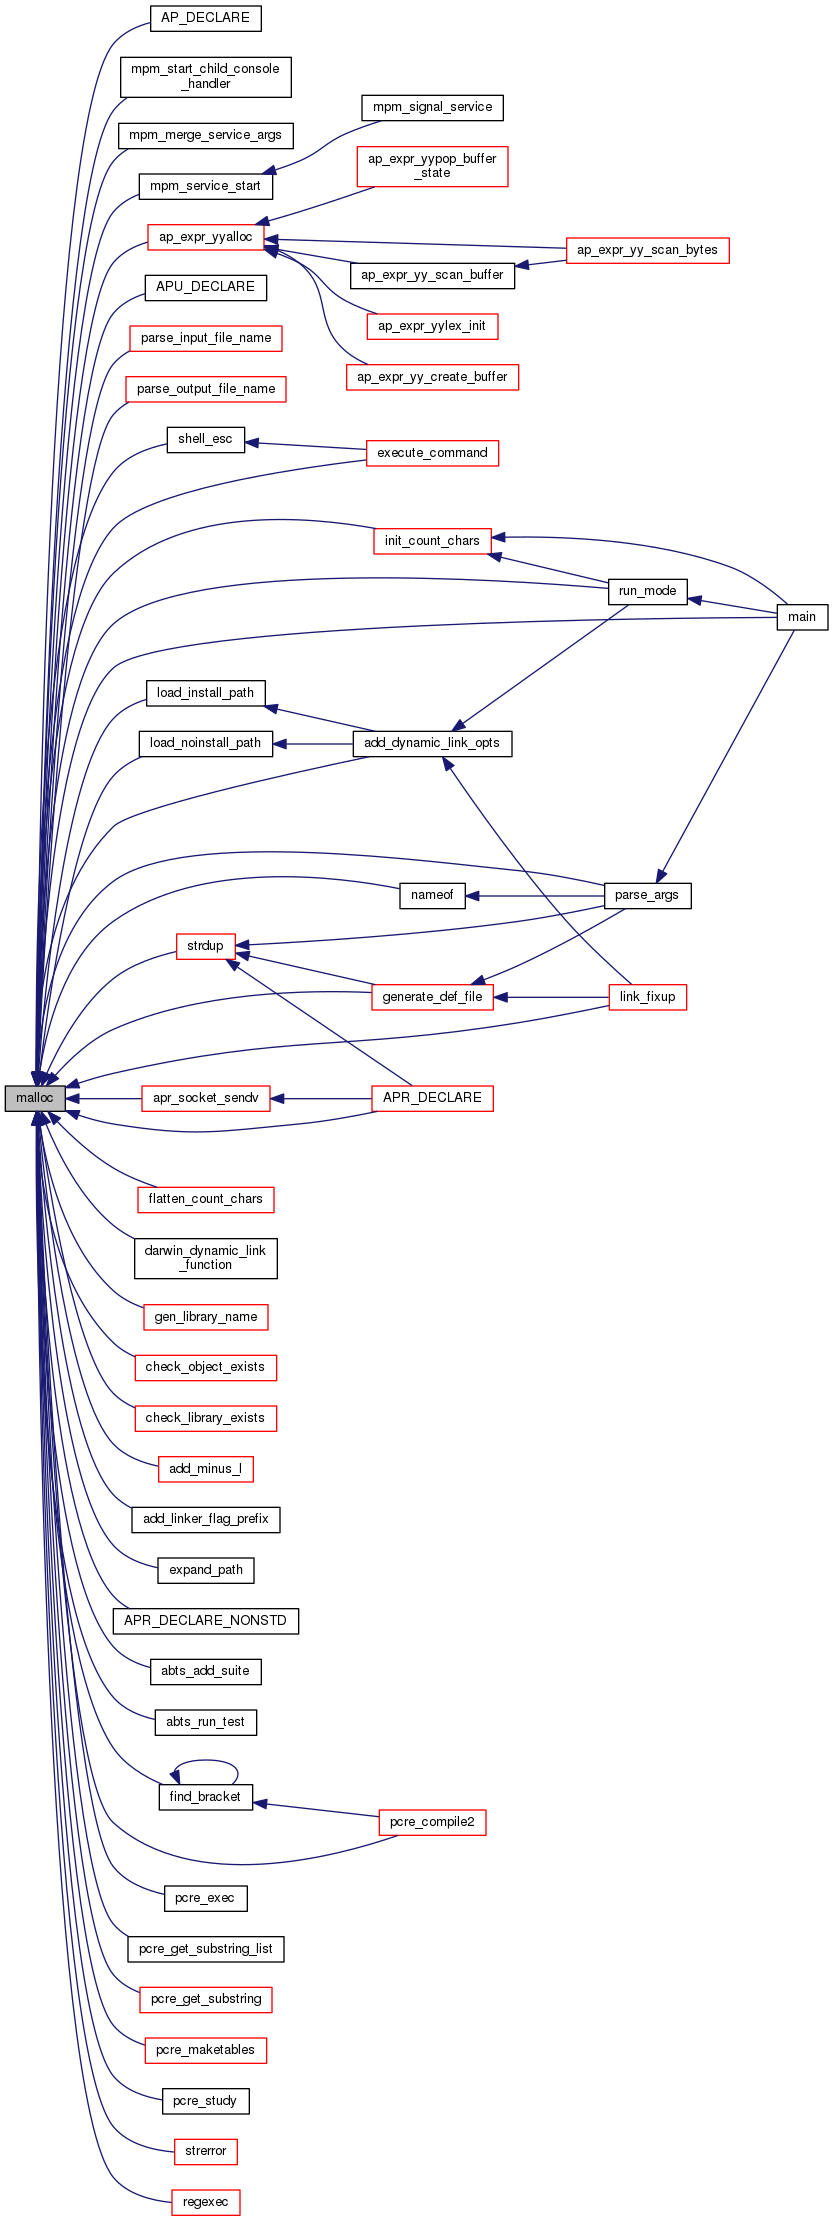 AP_DECLARE
mpm_start_child_console
_handler
mpm_signal_service
mpm_merge_service_args
ap_expr_yypop_buffer
_state
mpm_service_start
ap_expr_yyalloc
ap_expr_yy_scan_bytes
ap_expr_yy_scan_buffer
APU_DECLARE
ap_expr_yylex_init
parse_input_file_name
ap_expr_yy_create_buffer
parse_output_file_name
shell_esc
execute_command
init_count_chars
run_mode
main
load_install_path
load_noinstall_path
add_dynamic_link_opts
nameof
parse_args
strdup
generate_def_file
link_fixup
malloc
apr_socket_sendv
APR_DECLARE
flatten_count_chars
darwin_dynamic_link
_function
gen_library_name
check_object_exists
check_library_exists
add_minus_l
add_linker_flag_prefix
expand_path
APR_DECLARE_NONSTD
abts_add_suite
abts_run_test
find_bracket
pcre_compile2
pcre_exec
pcre_get_substring_list
pcre_get_substring
pcre_maketables
pcre_study
strerror
regexec